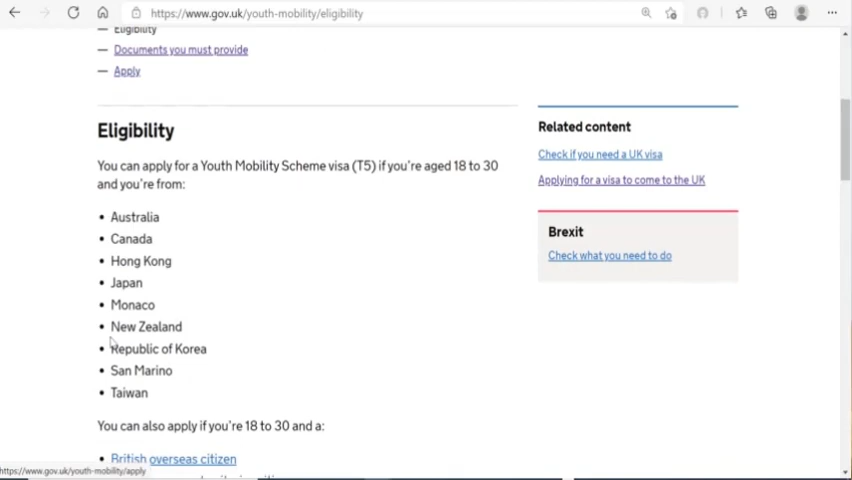 https://www.gov.uk/youth-mobility/eligibility
— Eligibility
— Documents you must provide
— Apply
Eligibility
You can apply for a Youth Mobility Scheme visa (T5) if you're aged 18 to 30
and you're from:
• Australia
• Canada
• Hong Kong
• Japan
• Monaco
• New Zealand
• Republic of Korea
• San Marino
• Taiwan
You can also apply if you're 18 to 30 and a:
• British overseas citizen
Related content
Check if you need a UK visa
Applying for a visa to come to the UK
Brexit
Check what you need to do
https://www.gov.uk/youth-mobility/apply